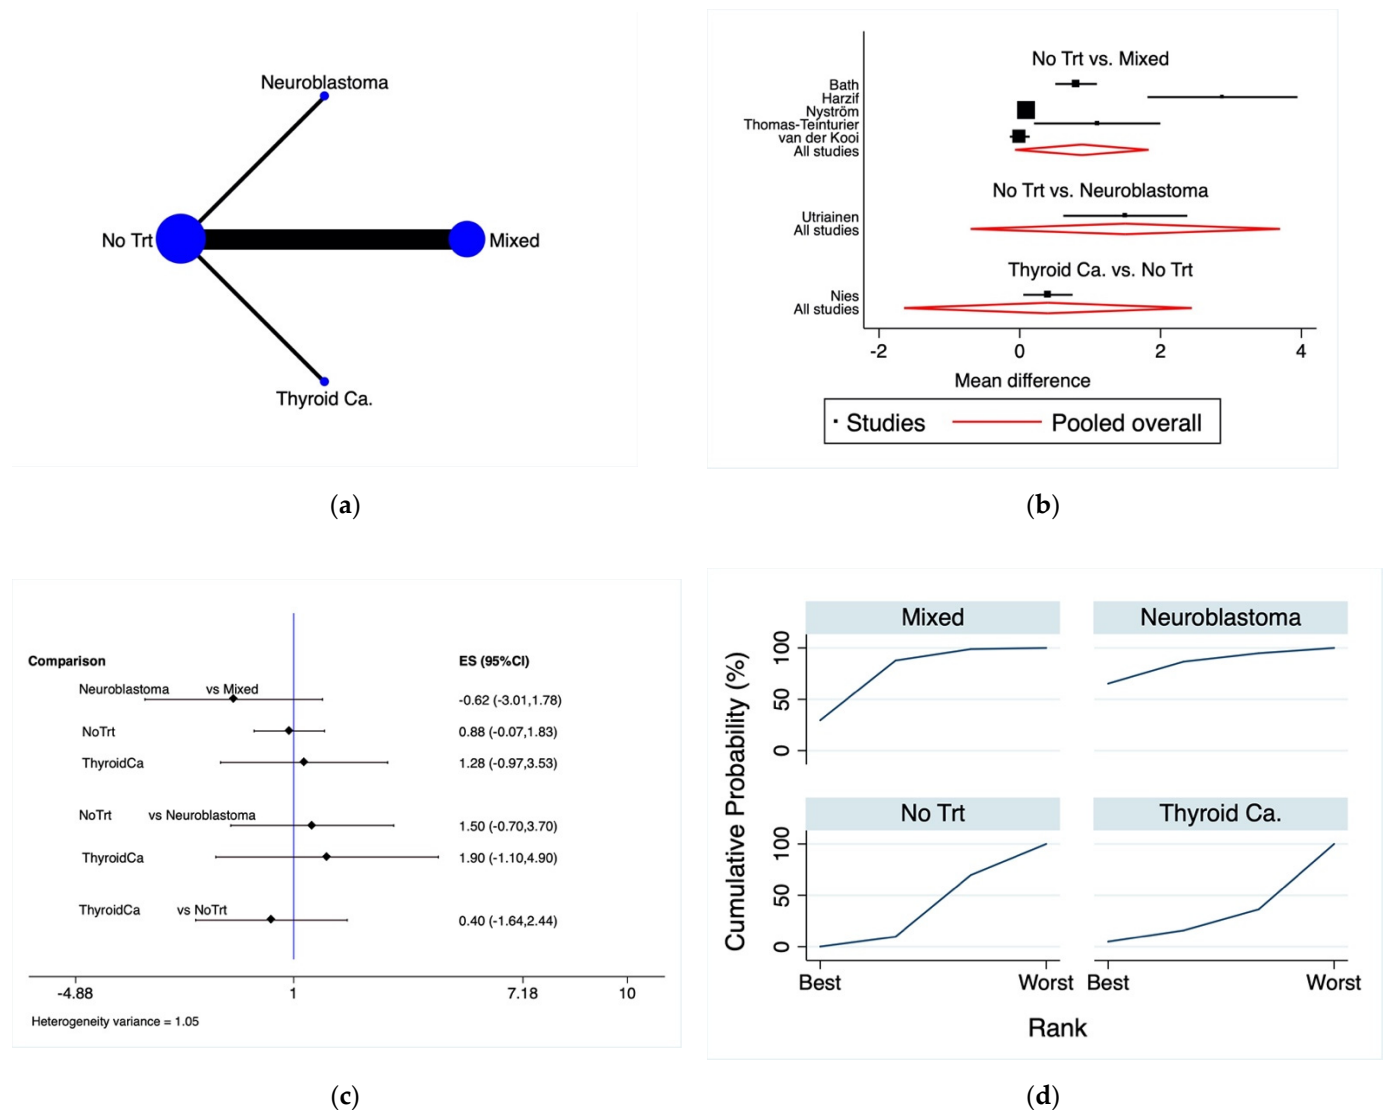 Neuroblastoma
No Trt
Mixed
Thyroid Ca.
(a)
No Trt vs. Mixed
Bath
Harzif
Nyström
Thomas-Teinturier
van der Kooi
All studies
No Trt vs. Neuroblastoma
Utriainen
All studies
Thyroid Ca. vs. No Trt
Nies
All studies
-2 0 2 4
Mean difference
Studies Pooled overall
(b)
Comparison ES (95%CI)
Neuroblastoma vs Mixed -0.62 (-3.01,1.78)
NoTrt 0.88 (-0.07,1.83)
ThyroidCa 1.28 (-0.97,3.53)
NoTrt vs Neuroblastoma 1.50 (-0.70,3.70)
ThyroidCa 1.90 (-1.10,4.90)
ThyroidCa vs NoTrt 0.40 (-1.64,2.44)
-4.88 1 7.18 10
Heterogeneity variance = 1.05
(c)
Mixed Neuroblastoma
100
50
0
No Trt Thyroid Ca.
100
50
0
Cumulative Probability (%)
Best Worst Best Worst
Rank
(d)